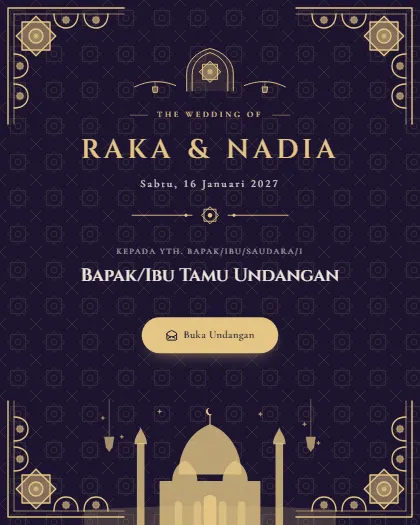 THE WEDDING OF
RAKA & NADIA
Sabtu, 16 Januari 2027
KEPADA YTH. BAPAK/IBU/SAUDARA/I
BAPAK/IBU TAMU UNDANGAN
Buka Undangan